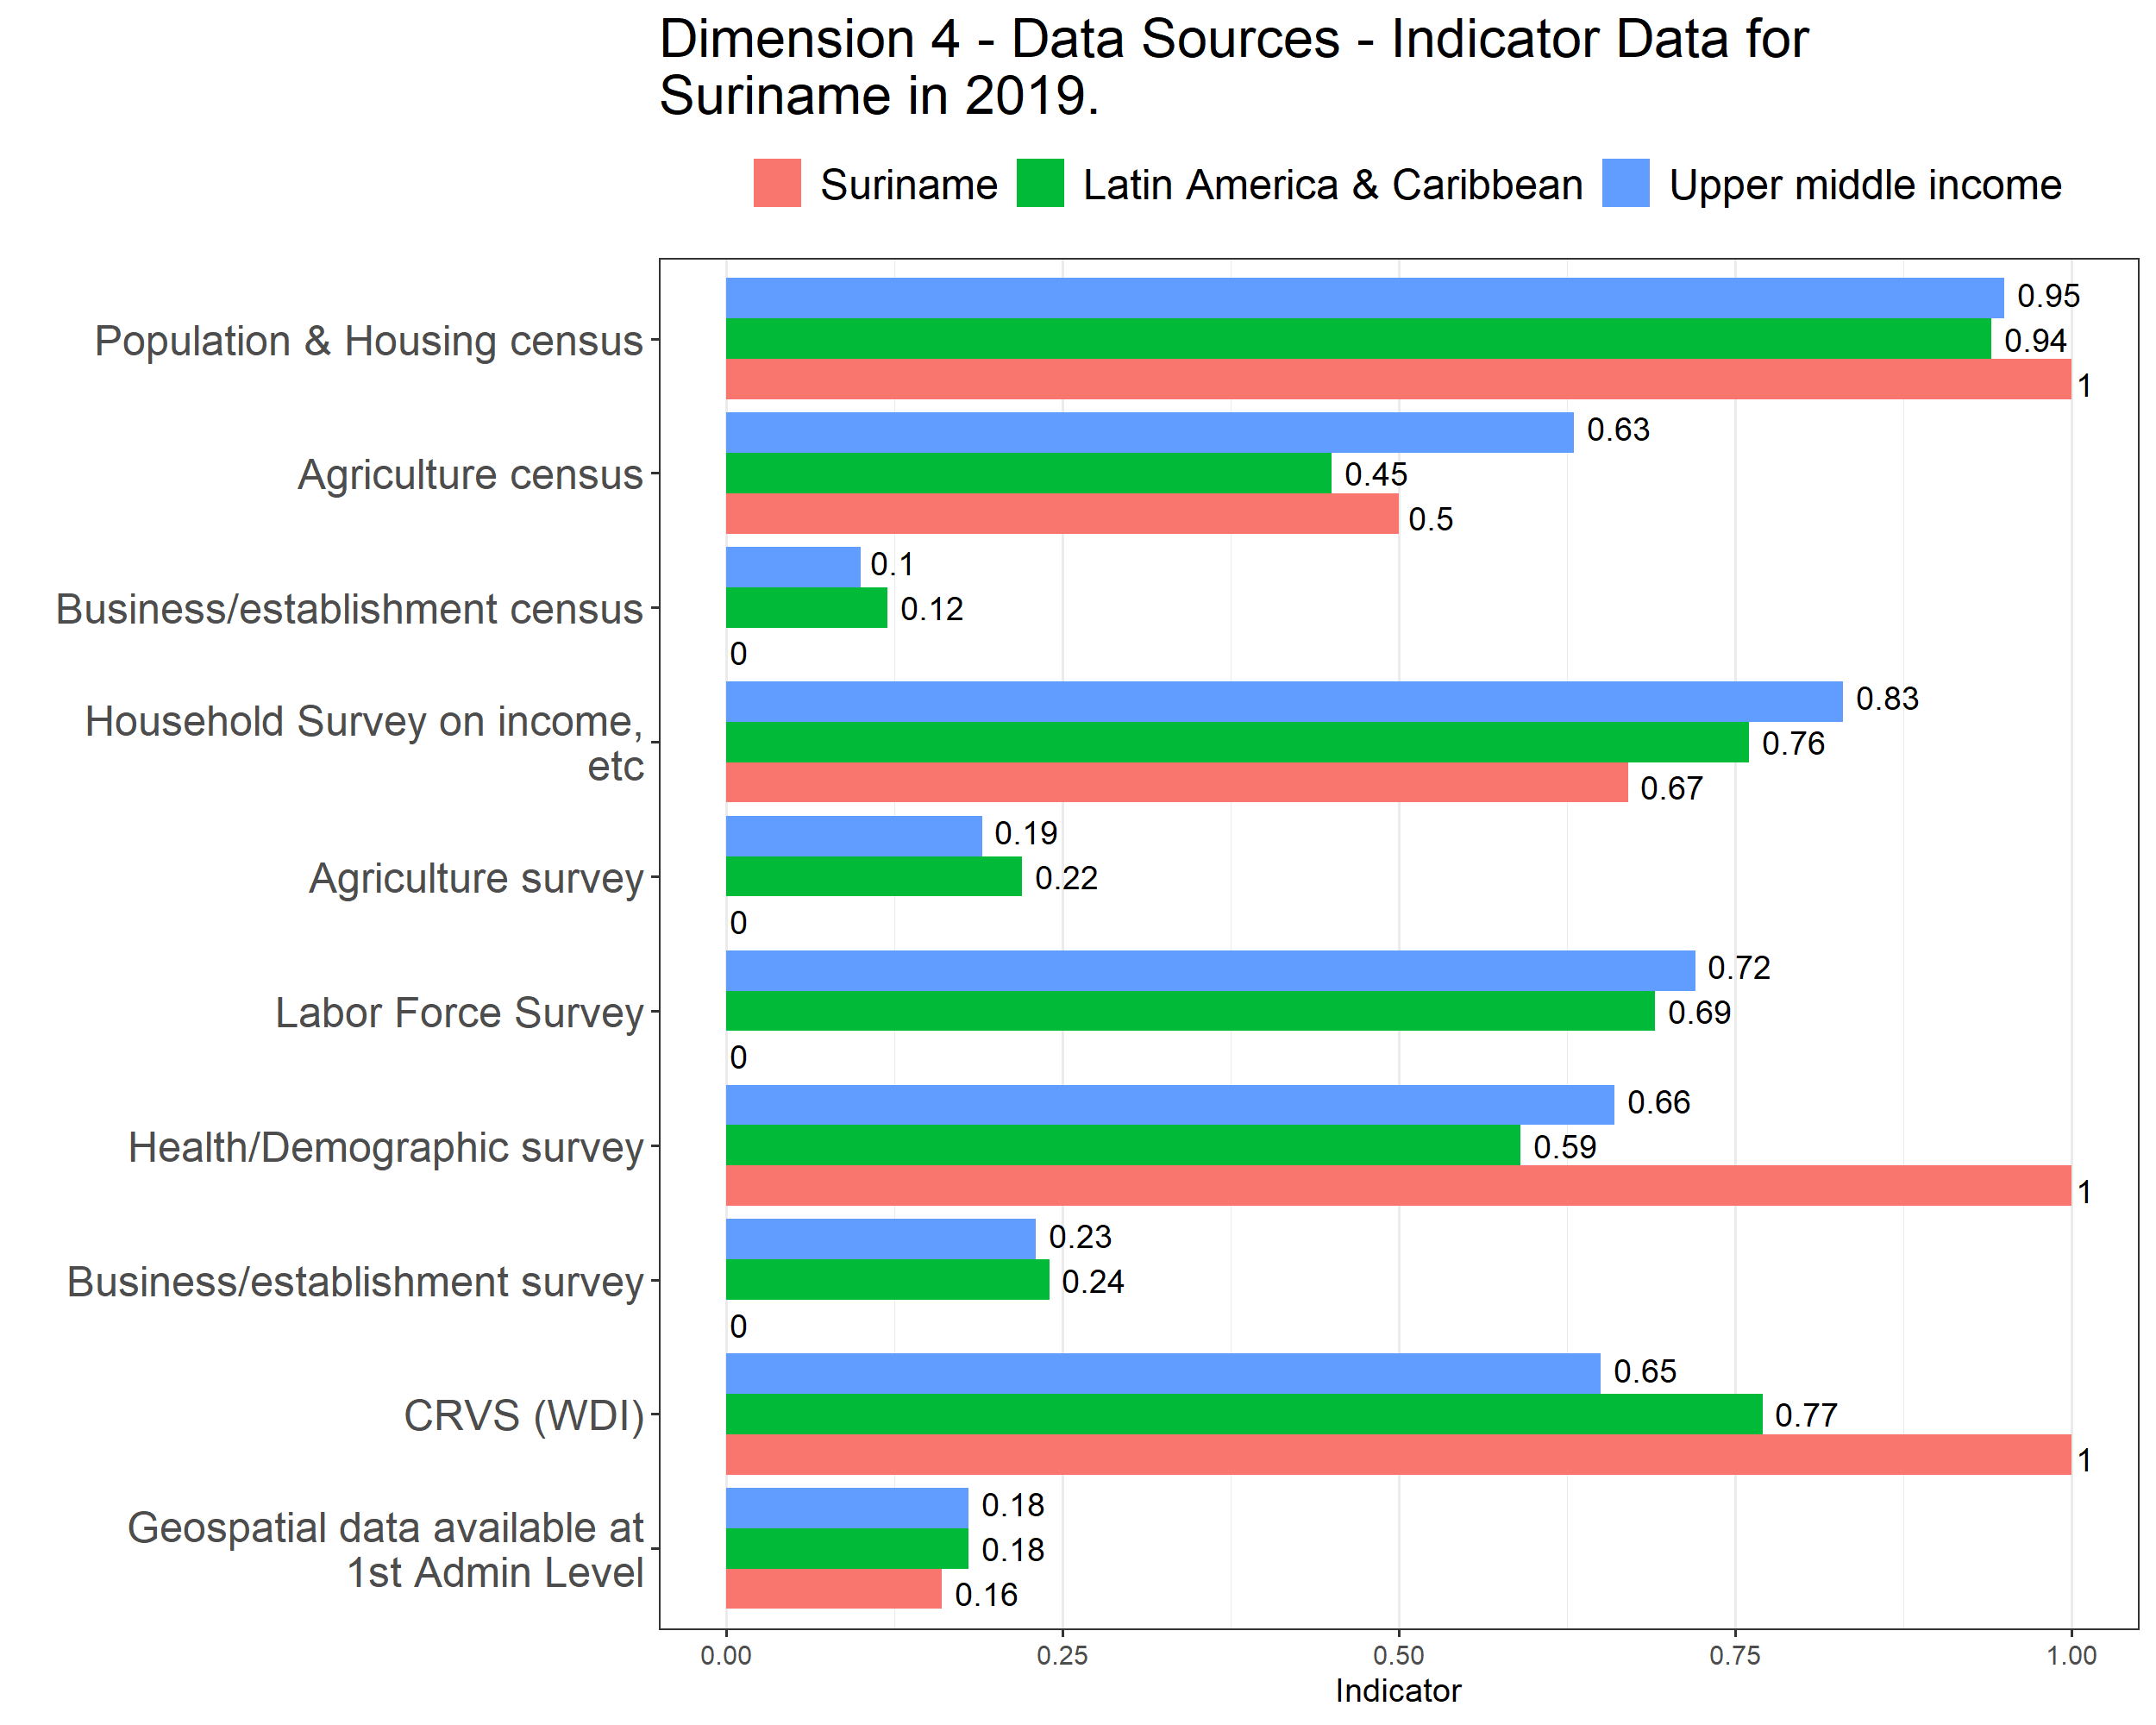 Dimension 4 - Data Sources - Indicator Data for
Suriname in 2019.
Suriname
Latin America & Caribbean
Upper middle income
Population & Housing census
0.95
0.94
1
Agriculture census
0.63
0.45
0.5
Business/establishment census
0.1
0.12
0
Household Survey on income,
etc
0.83
0.76
0.67
Agriculture survey
0.19
0.22
0
Labor Force Survey
0.72
0.69
0
Health/Demographic survey
0.66
0.59
1
Business/establishment survey
0.23
0.24
0
CRVS (WDI)
0.65
0.77
1
Geospatial data available at
1st Admin Level
0.18
0.18
0.16
0.00
0.25
0.50
0.75
1.00
Indicator